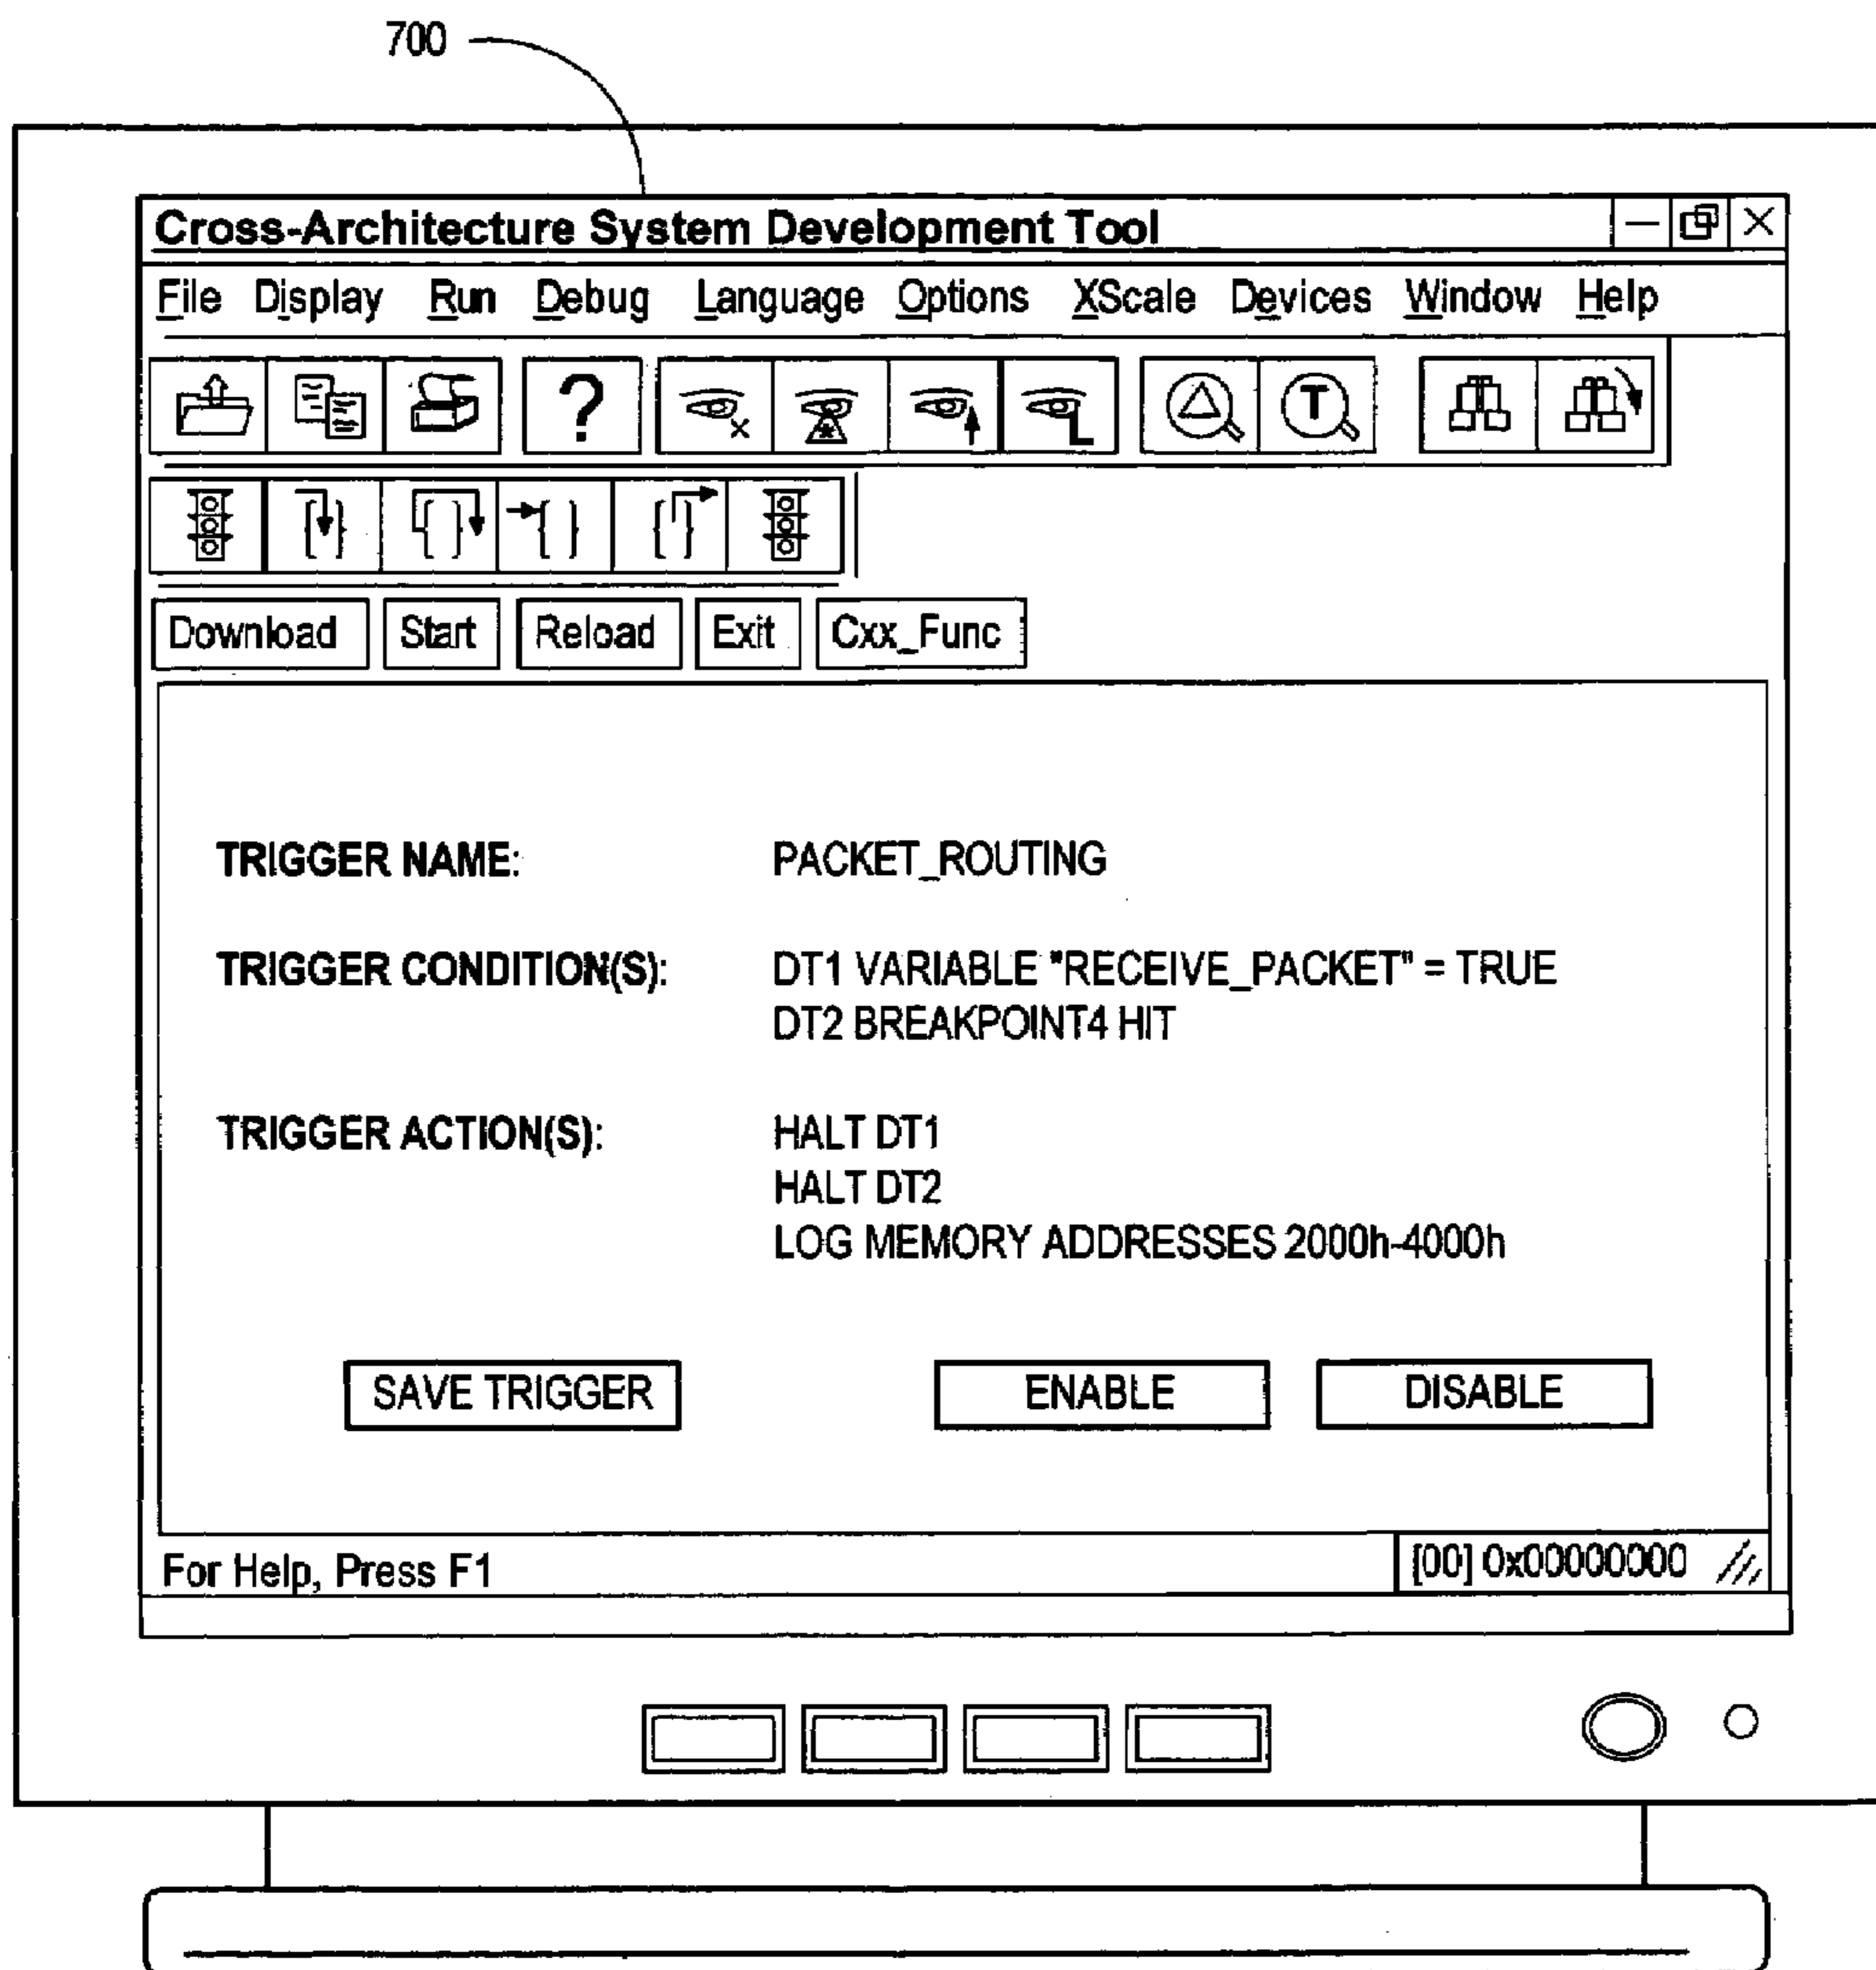 700
Cross-Architecture System Development Tool
File Display Run Debug Language Options XScale Devices Window Help
? T
Download Start Reload Exit Cxx_Func
TRIGGER NAME: PACKET_ROUTING
TRIGGER CONDITION(S): DT1 VARIABLE "RECEIVE_PACKET" = TRUE
DT2 BREAKPOINT4 HIT
TRIGGER ACTION(S): HALT DT1
HALT DT2
LOG MEMORY ADDRESSES 2000h-4000h
SAVE TRIGGER ENABLE DISABLE
For Help, Press F1 [00] 0x00000000